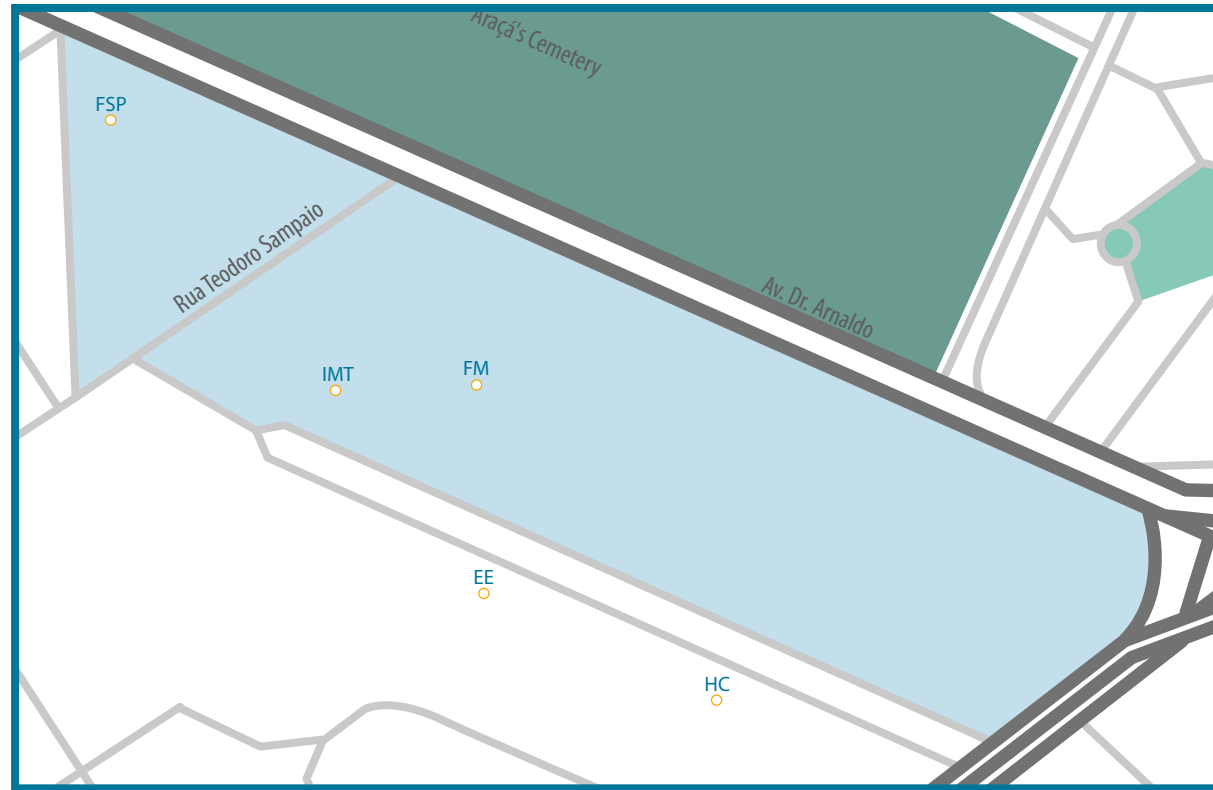 Araçá's Cemetery
FSP
Rua Teodoro Sampaio
Av. Dr. Arnaldo
IMT
FM
EE
HC